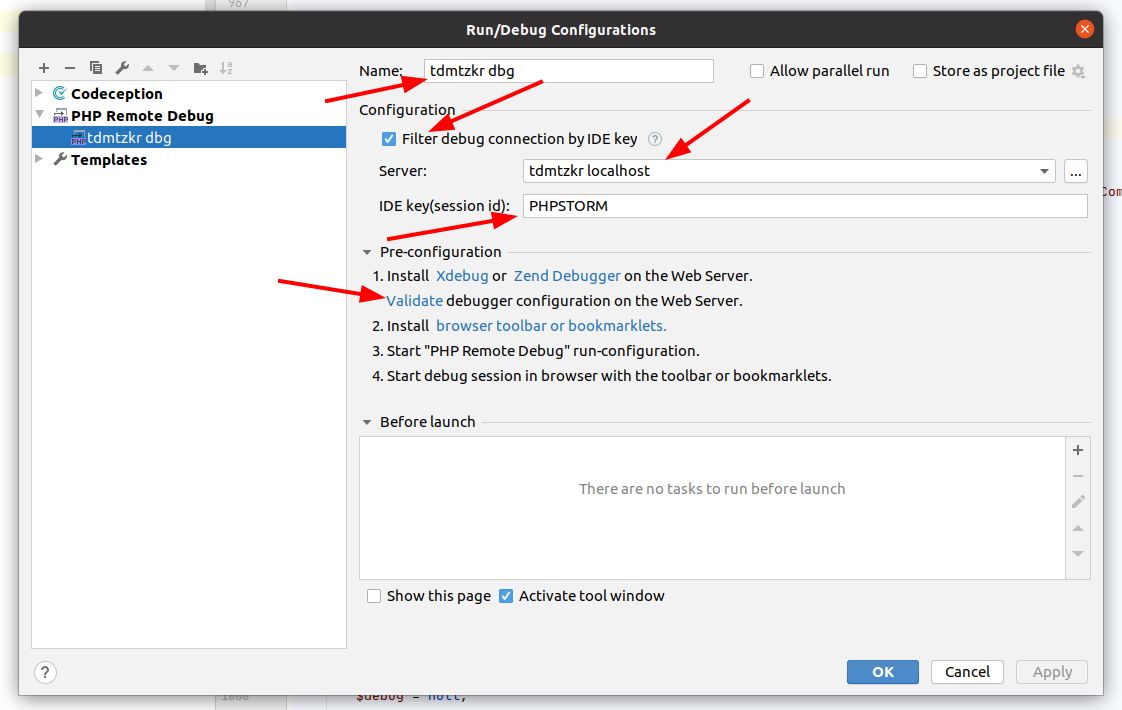 967
Run/Debug Configurations
Name: tdmtzkr dbg
Allow parallel run
Store as project file
Codeception
PHP Remote Debug
tdmtzkr dbg
Templates
Configuration
Filter debug connection by IDE key
Server: tdmtzkr localhost
...
IDE key(session id): PHPSTORM
Pre-configuration
1. Install Xdebug or Zend Debugger on the Web Server.
Validate debugger configuration on the Web Server.
2. Install browser toolbar or bookmarklets.
3. Start "PHP Remote Debug" run-configuration.
4. Start debug session in browser with the toolbar or bookmarklets.
Before launch
There are no tasks to run before launch
Show this page
Activate tool window
?
OK
Cancel
Apply
Com
1000
$debug = null;